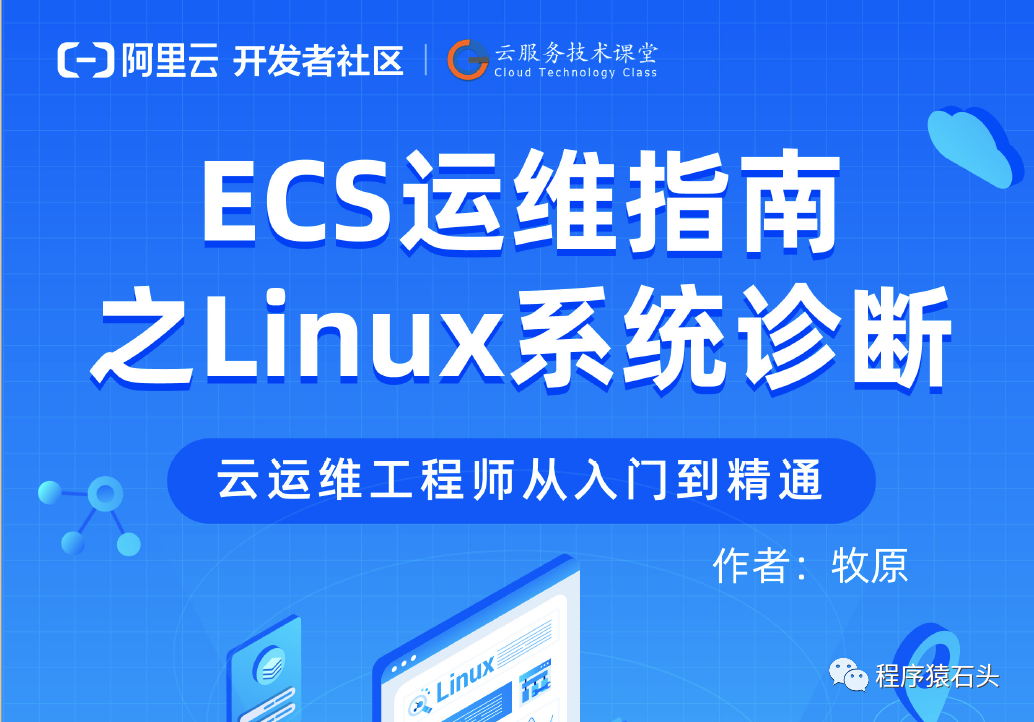 阿里云 开发者社区 云服务技术课堂
Cloud Technology Class
ECS运维指南
之Linux系统诊断
云运维工程师从入门到精通
作者：牧原
Linux
程序猿石头